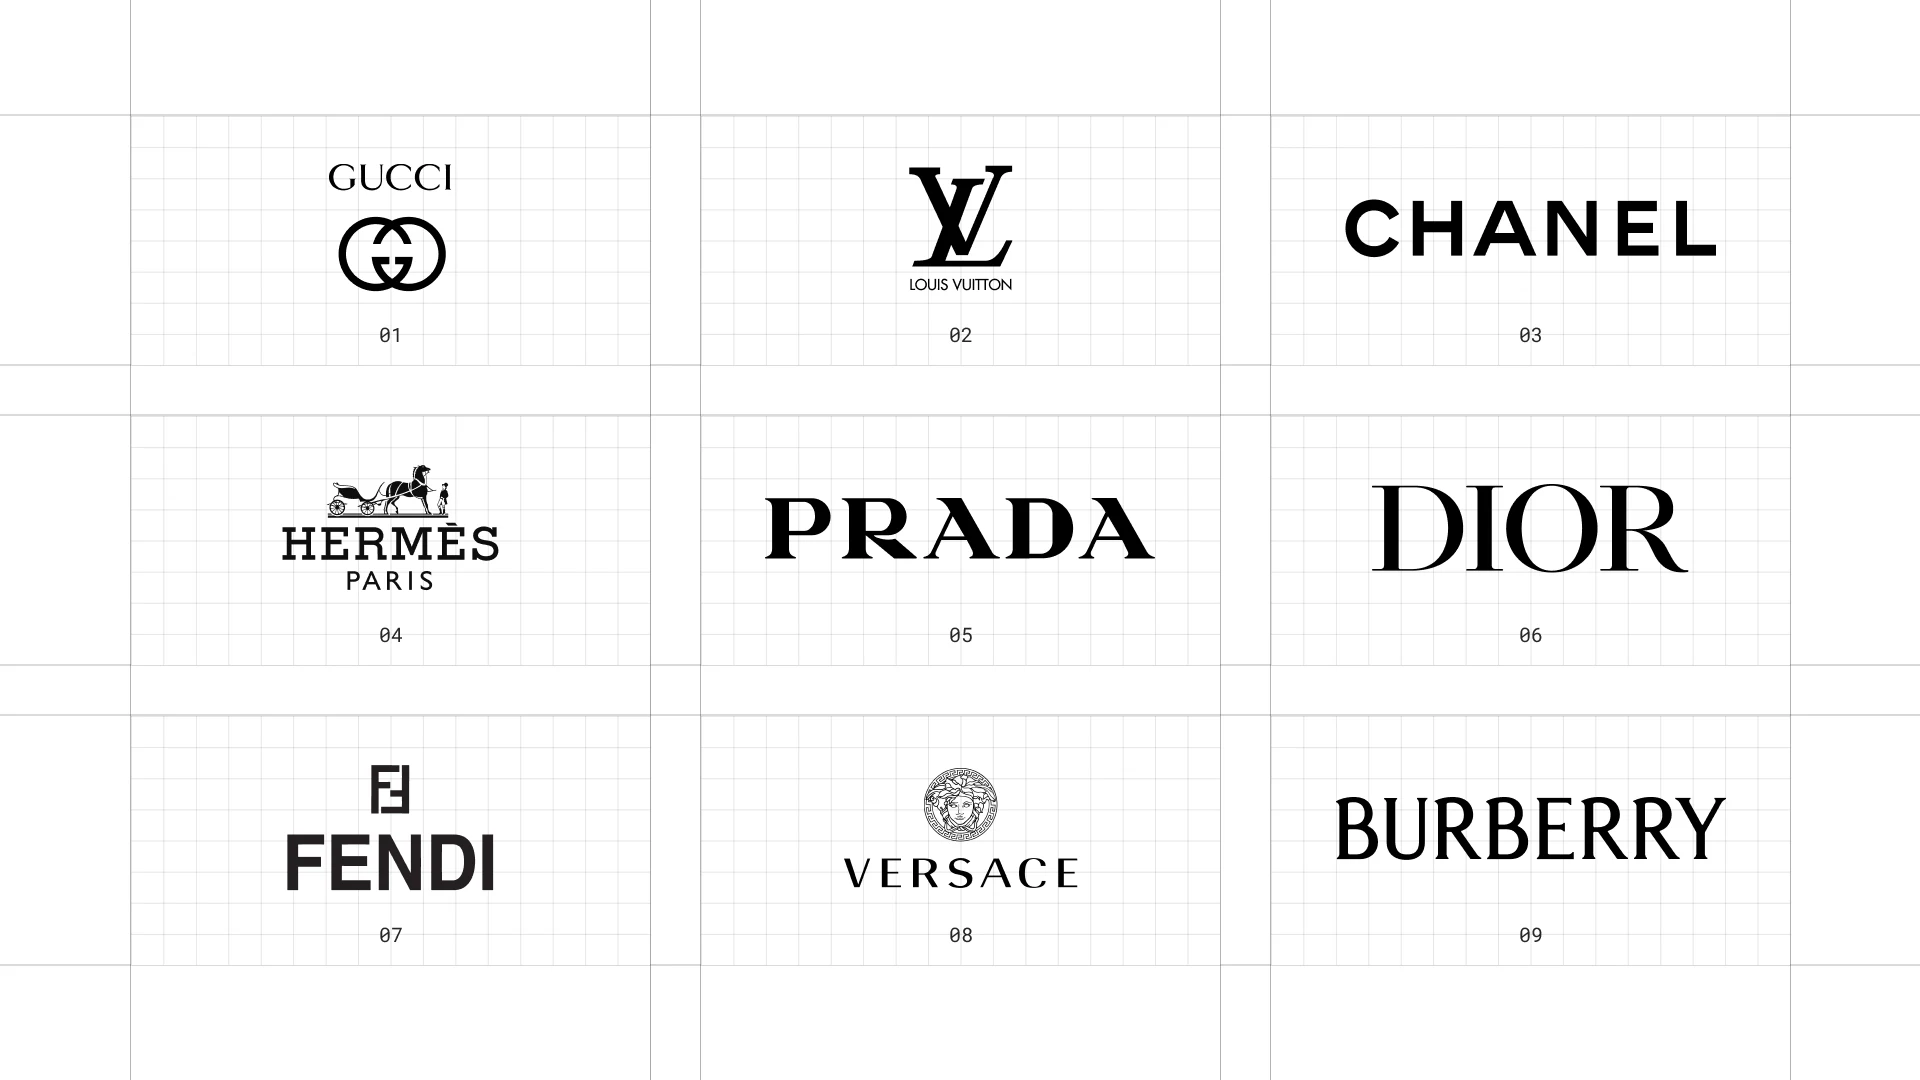 GUCCI
01
LV
LOUIS VUITTON
02
CHANEL
03
HERMÈS
PARIS
04
PRADA
05
DIOR
06
FENDI
07
VERSACE
08
BURBERRY
09